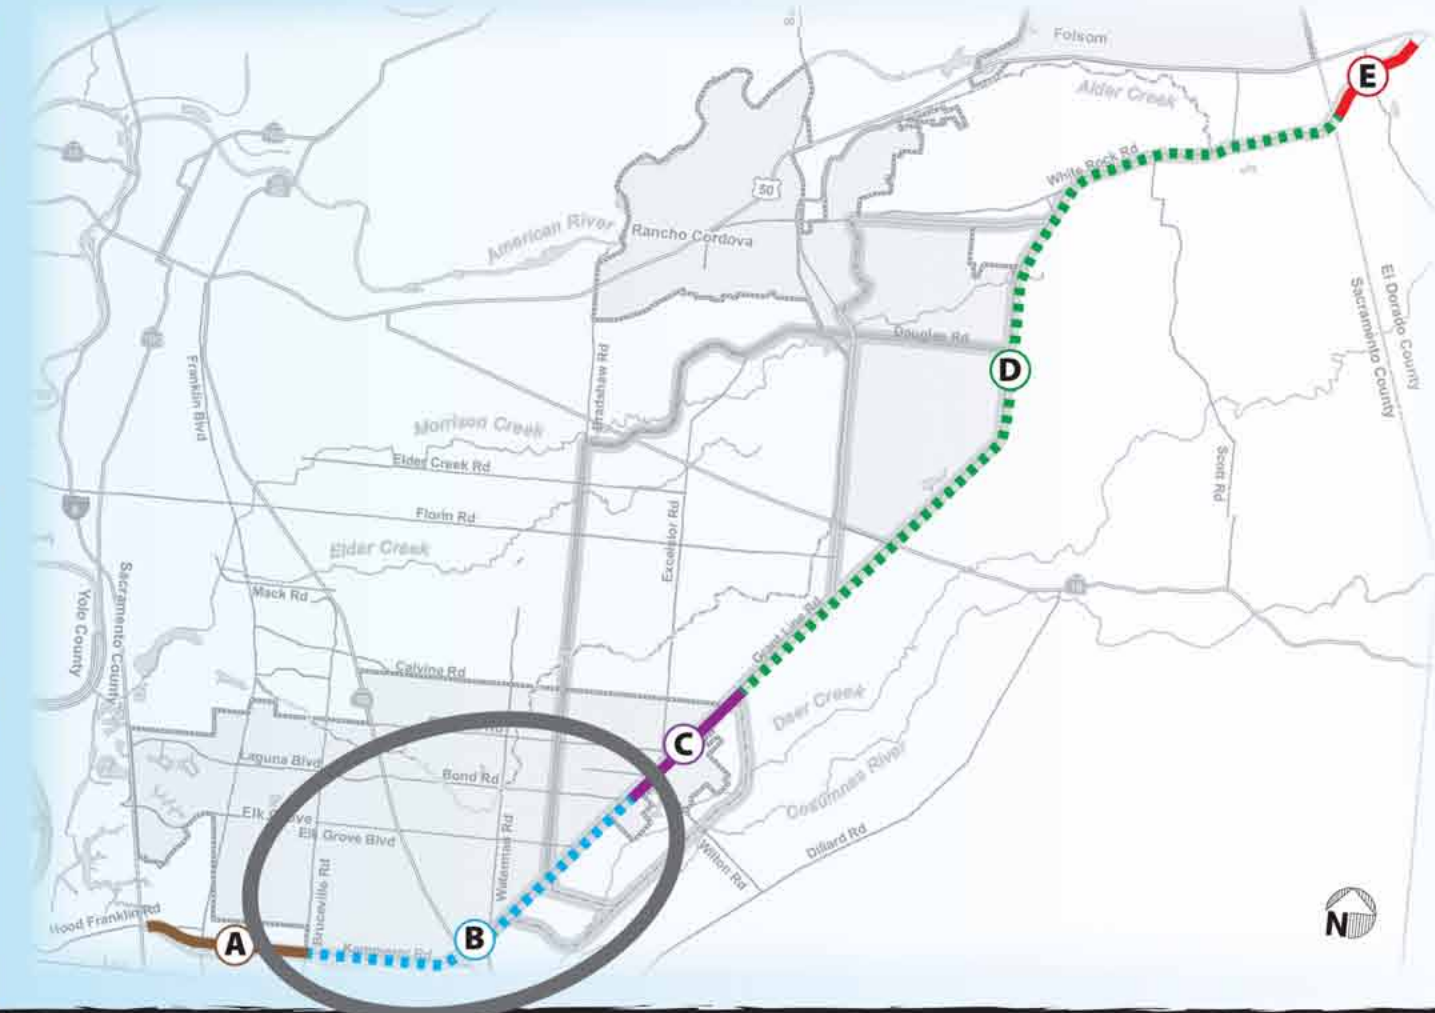 Folsom
E
Alder Creek
White Rock Rd
50
American River
Rancho Cordova
El Dorado County
Sacramento County
Douglas Rd
D
Bradshaw Rd
Franklin Blvd
Morrison Creek
Elder Creek Rd
Scott Rd
Florin Rd
Excelsior Rd
Elder Creek
Mack Rd
Sacramento County
Yolo County
Grant Line Rd
Calvine Rd
Deer Creek
C
Laguna Blvd
Bond Rd
Cosumnes River
Elk Grove
Elk Grove Blvd
Dillard Rd
Wilton Rd
Waterman Rd
Bruceville Rd
Hood Franklin Rd
A
B
Kammerer Rd
N